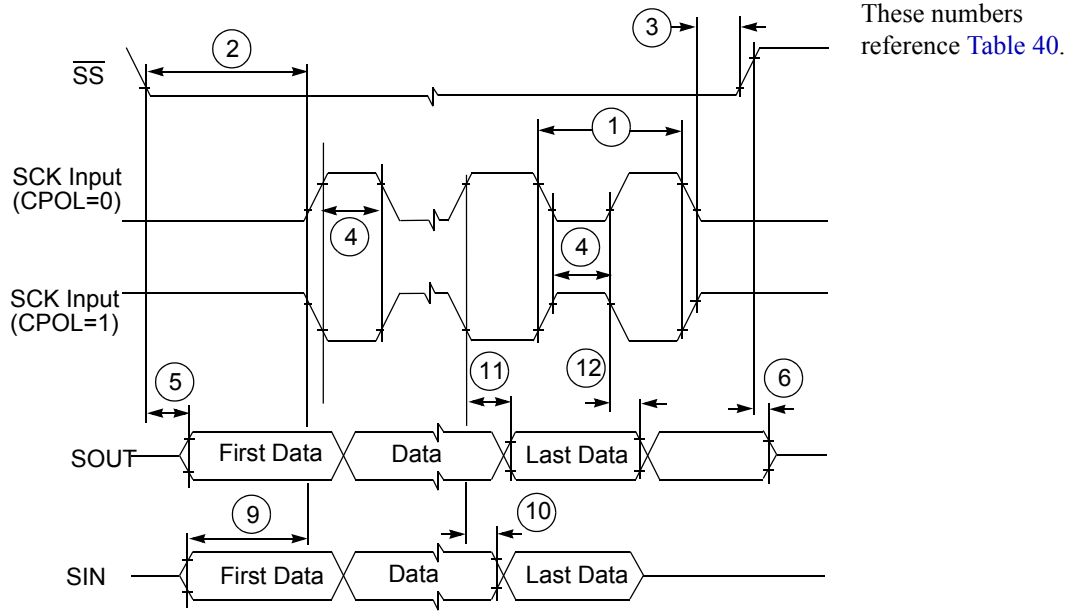 These numbers
reference Table 40.
3
2
SS
1
SCK Input
(CPOL=0)
4
4
SCK Input
(CPOL=1)
5
11
12
6
SOUT
First Data
Data
Last Data
9
10
SIN
First Data
Data
Last Data